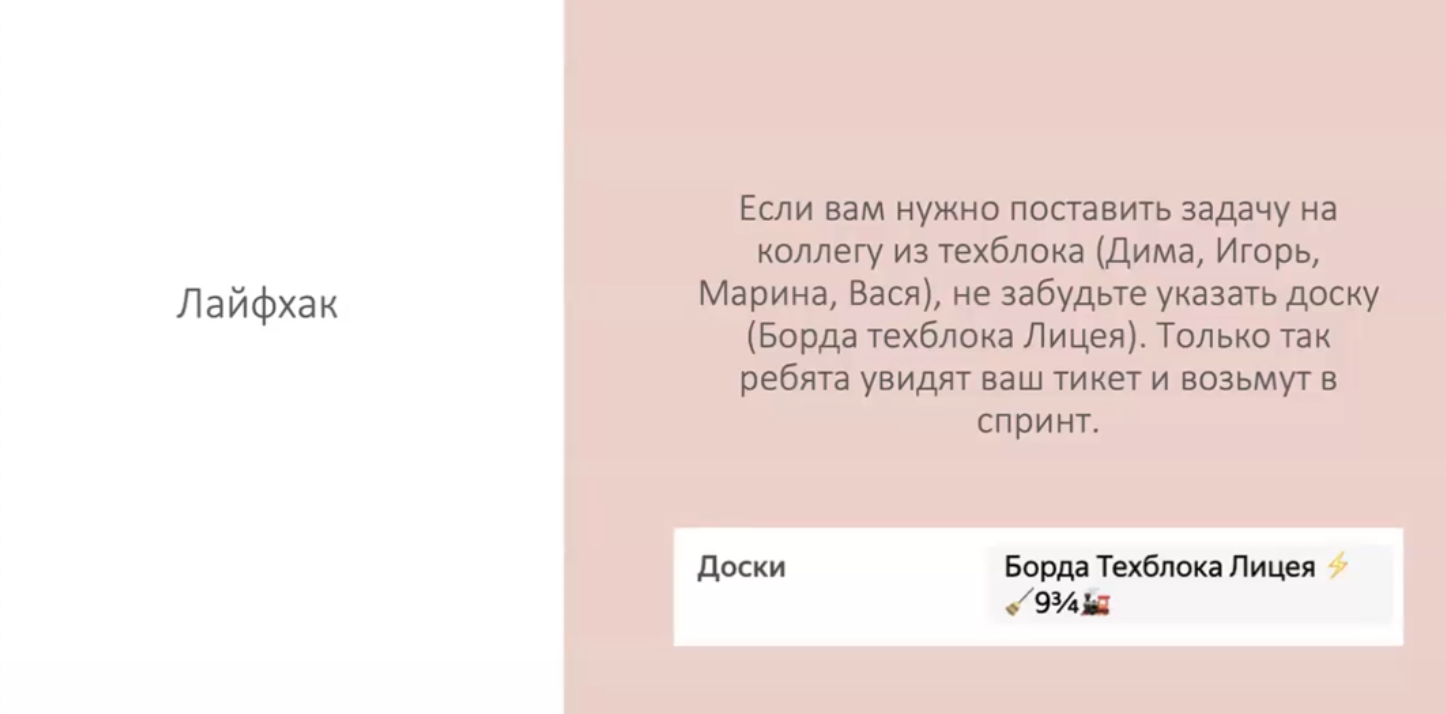 Лайфхак
Если вам нужно поставить задачу на
коллегу из техблока (Дима, Игорь,
Марина, Вася), не забудьте указать доску
(Борда техблока Лицея). Только так
ребята увидят ваш тикет и возьмут в
спринт.
Доски
Борда Техблока Лицея ⚡
🧹9¾🚂